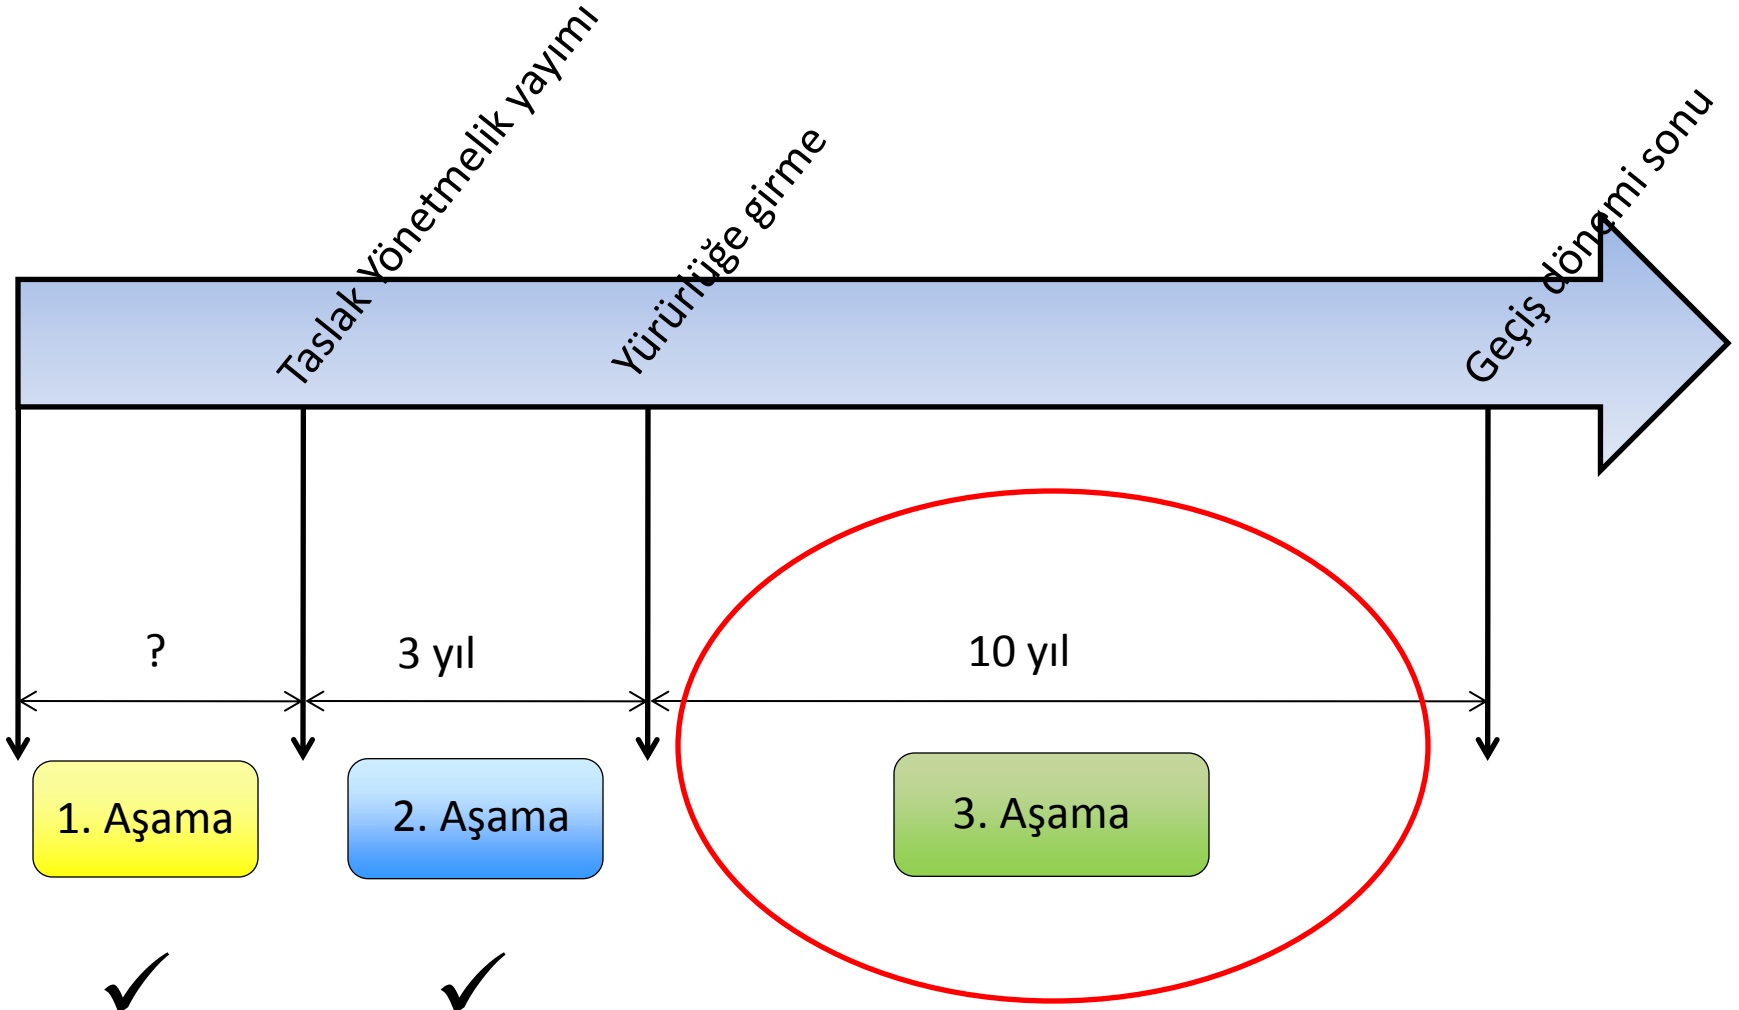 Taslak Yönetmelik yayımı
Yürürlüğe girme
Geçiş dönemi sonu
?
3 yıl
10 yıl
1. Aşama
2. Aşama
3. Aşama